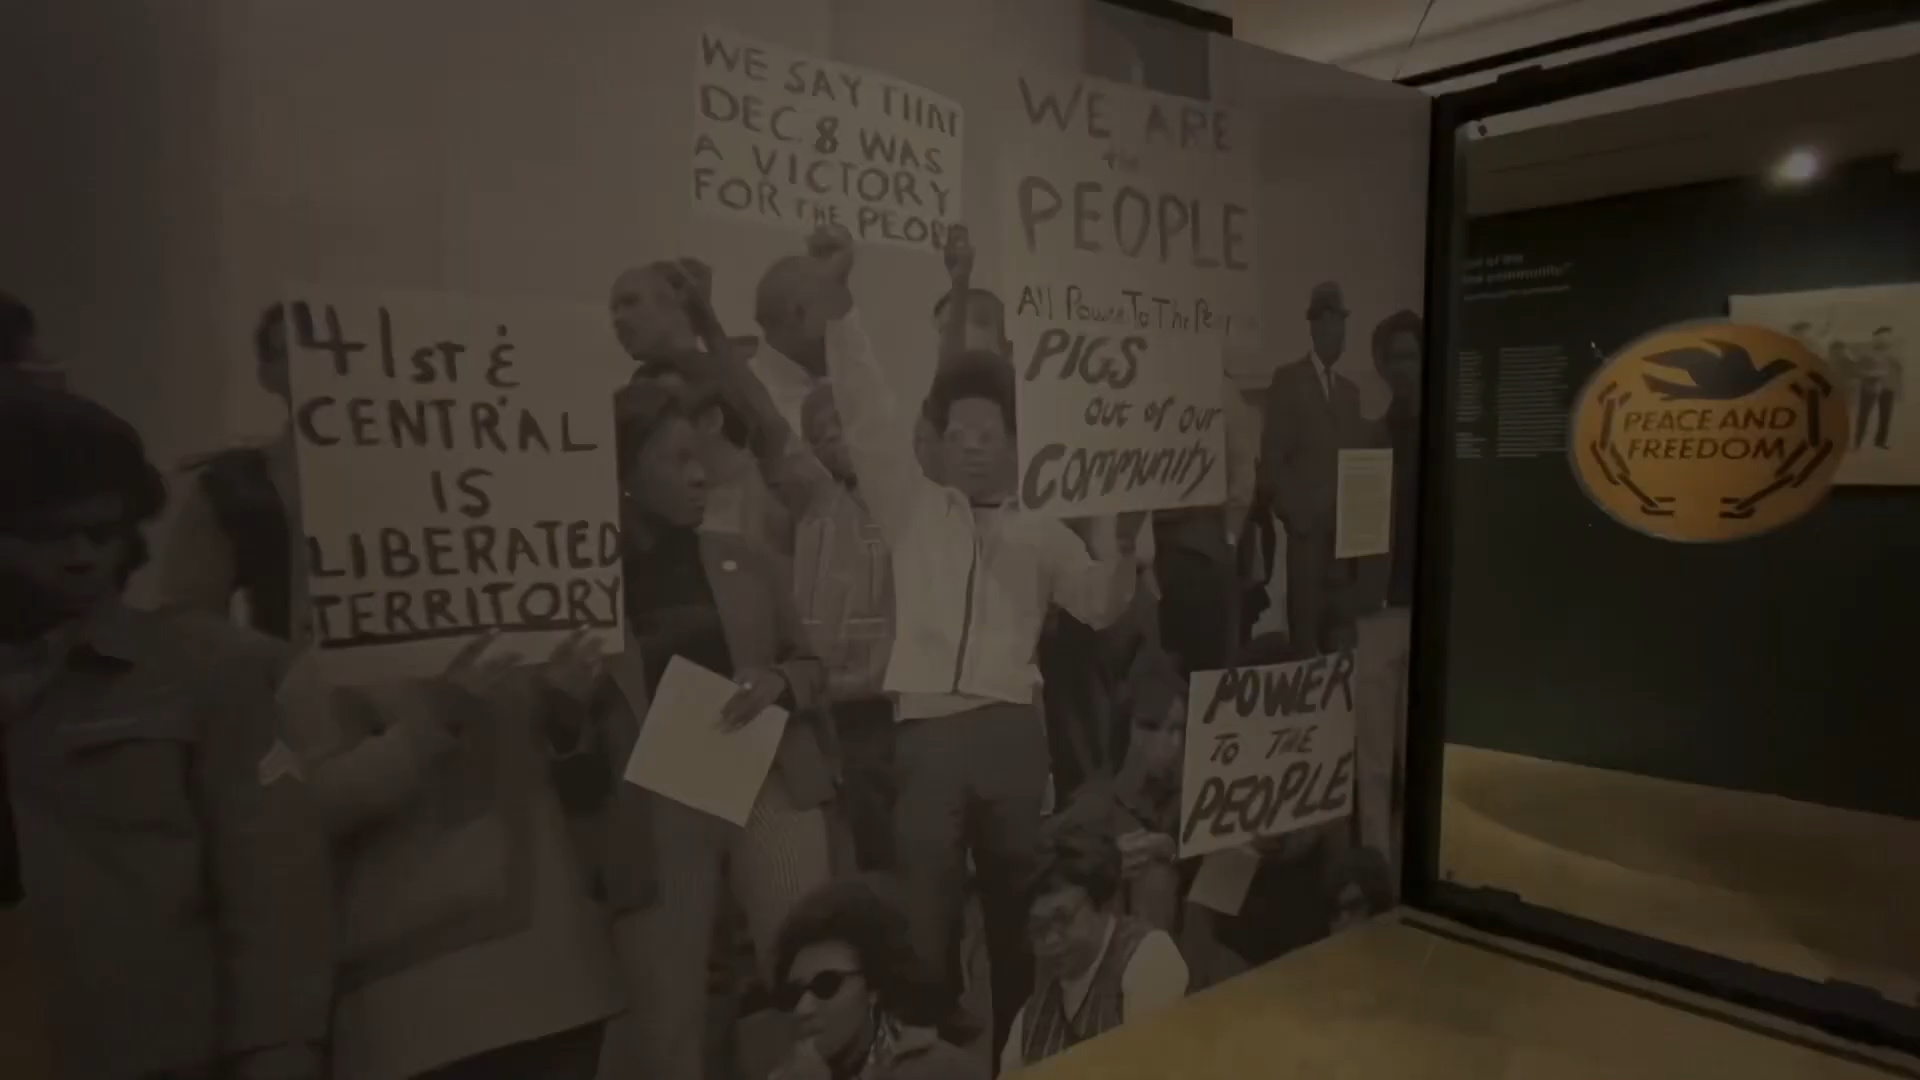 WE SAY THAT
DEC. 8 WAS
A VICTORY
FOR THE PEOPLE
WE ARE
THE
PEOPLE
All Power To The
PIGS
out of our
Community
41ST &
CENTRAL
IS
LIBERATED
TERRITORY
POWER
TO THE
PEOPLE
PEACE AND
FREEDOM
community."